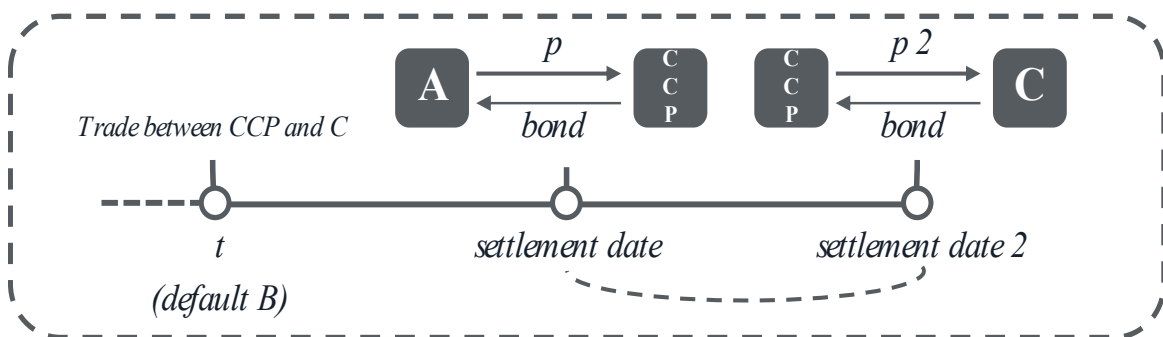 p
p 2
A
C
C
P
C
C
P
C
Trade between CCP and C
bond
bond
t
settlement date
settlement date 2
(default B)